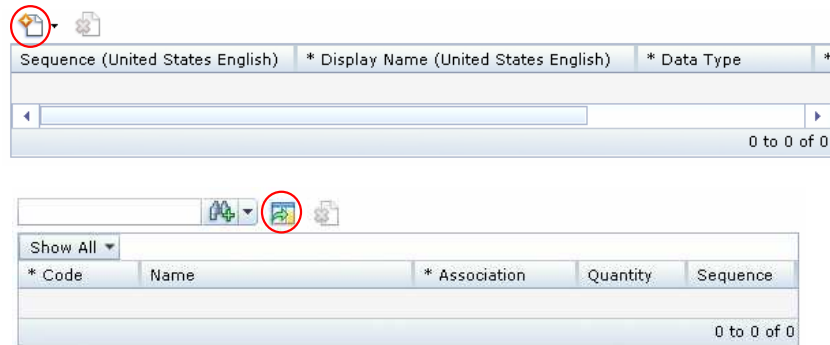 Sequence (United States English) * Display Name (United States English) * Data Type *
0 to 0 of 0
Show All
* Code Name * Association Quantity Sequence
0 to 0 of 0